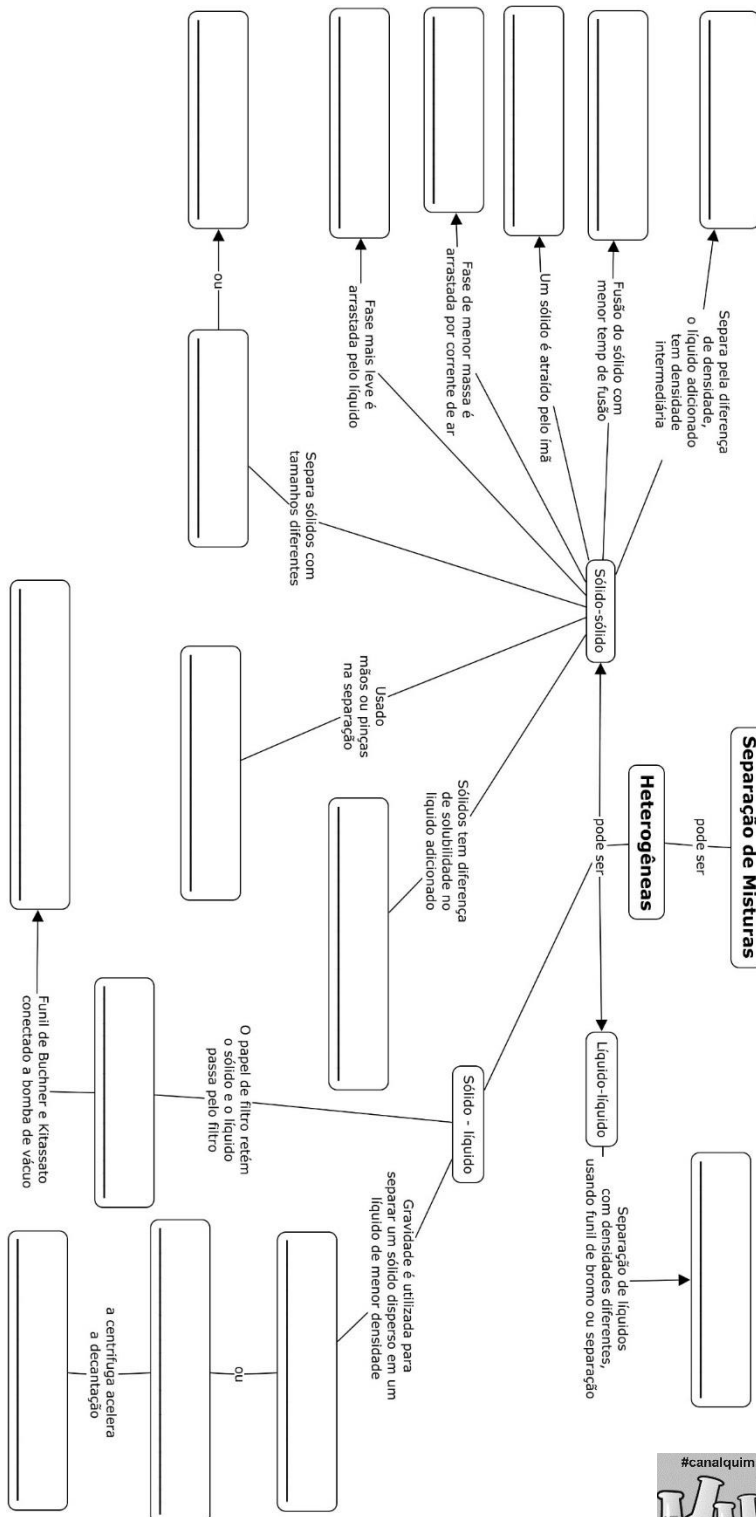 Separação de Misturas
pode ser
Heterogêneas
pode ser
Sólido-sólido
Líquido-líquido
Sólido - líquido
Separa pela diferença
de densidade,
o líquido adicionado
tem densidade
intermediária
Fusão do sólido com
menor temp de fusão
Um sólido é atraído pelo ímã
Fase de menor massa é
arrastada por corrente de ar
Fase mais leve é
arrastada pelo líquido
Separa sólidos com
tamanhos diferentes
ou
Usado
mãos ou pinças
na separação
Sólidos tem diferença
de solubilidade no
liquido adicionado
Separação de líquidos
com densidades diferentes,
usando funil de bromo ou separação
O papel de filtro retém
o sólido e o líquido
passa pelo filtro
Funil de Buchner e Kitassato
conectado a bomba de vácuo
Gravidade é utilizada para
separar um sólido disperso em um
líquido de menor densidade
ou
a centrifuga acelera
a decantação
#canalquim